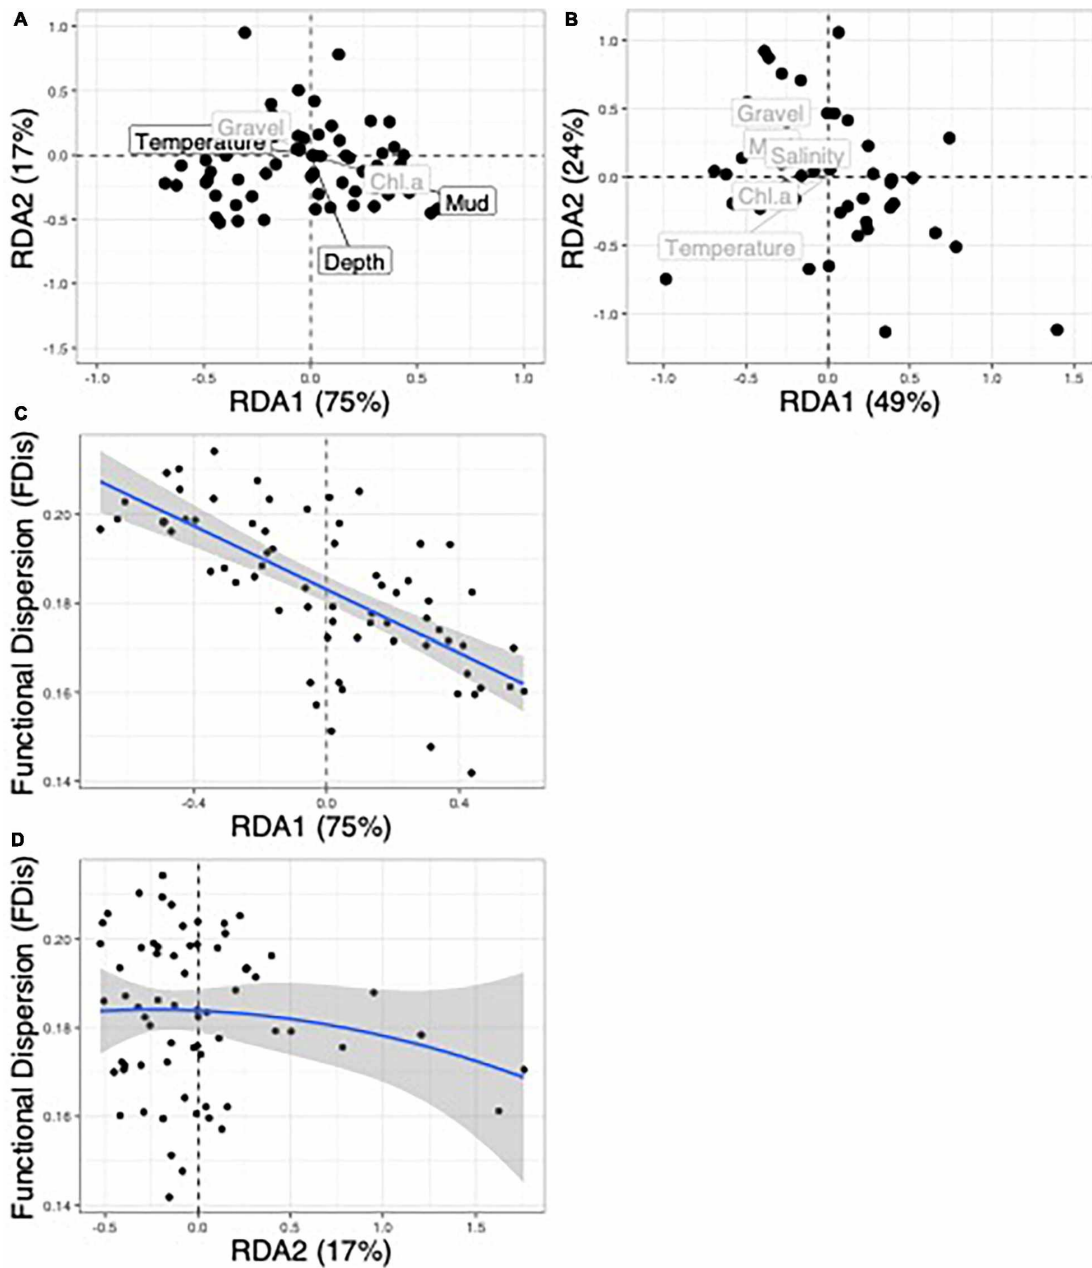 A
1.0
0.5
0.0
-0.5
-1.0
-1.5
RDA2 (17%)
Gravel
Temperature
Chl.a
Mud
Depth
-1.0 -0.5 0.0 0.5 1.0
RDA1 (75%)
B
1.0
0.5
0.0
-0.5
-1.0
RDA2 (24%)
Gravel
Salinity
Chl.a
Temperature
-1.0 -0.5 0.0 0.5 1.0 1.5
RDA1 (49%)
C
0.20
0.18
0.16
0.14
Functional Dispersion (FDis)
-0.4 0.0 0.4
RDA1 (75%)
D
0.20
0.18
0.16
0.14
Functional Dispersion (FDis)
-0.5 0.0 0.5 1.0 1.5
RDA2 (17%)